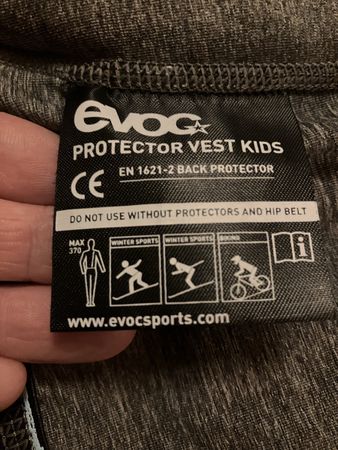 evoc
PROTECTOR VEST KIDS
CE EN 1621-2 BACK PROTECTOR
DO NOT USE WITHOUT PROTECTORS AND HIP BELT
MAX
370
WINTER SPORTS WINTER SPORTS BIKING
i
www.evocsports.com